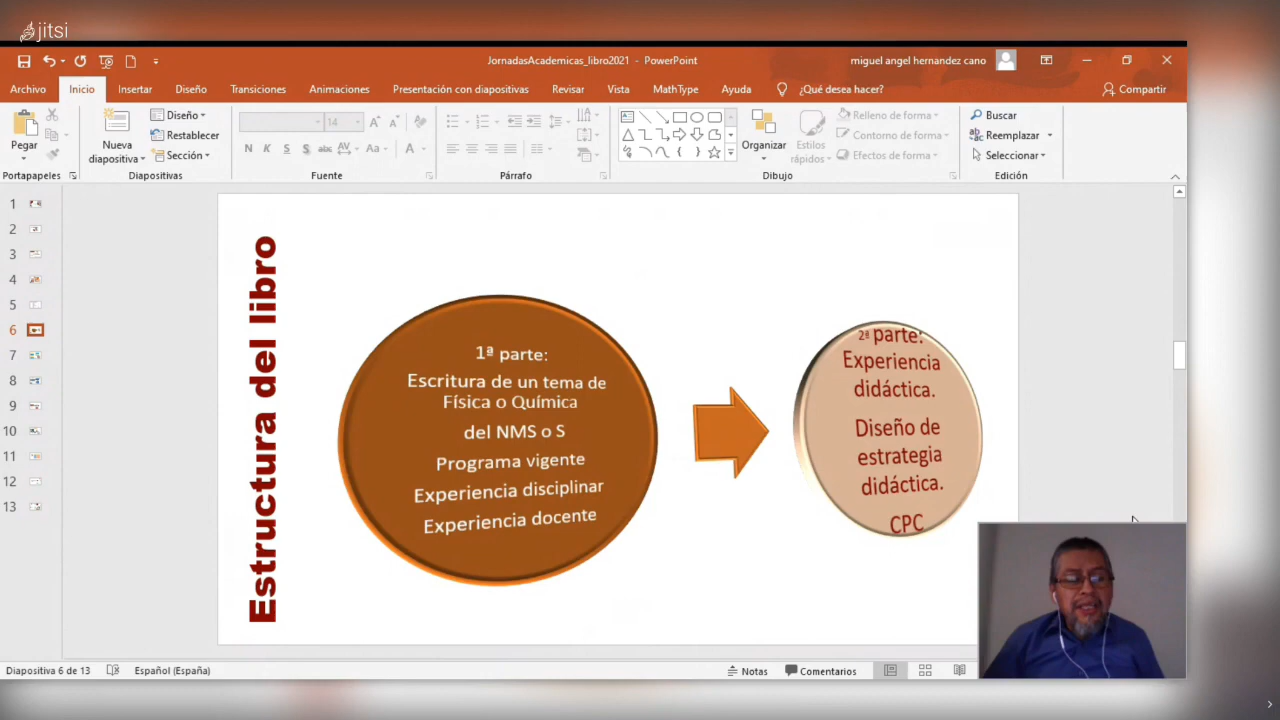 jitsi
JornadasAcademicas_libro2021 - PowerPoint
miguel angel hernandez cano
Archivo
Inicio
Insertar
Diseño
Transiciones
Animaciones
Presentación con diapositivas
Revisar
Vista
MathType
Ayuda
¿Qué desea hacer?
Compartir
Pegar
Portapapeles
Nueva
diapositiva
Diseño
Restablecer
Sección
Diapositivas
14
N K S S abc AV Aa A
Fuente
Párrafo
Organizar
Estilos
rápidos
Relleno de forma
Contorno de forma
Efectos de forma
Dibujo
Buscar
Reemplazar
Seleccionar
Edición
1
2
3
4
5
6
7
8
9
10
11
12
13
Estructura del libro
1ª parte:
Escritura de un tema de
Física o Química
del NMS o S
Programa vigente
Experiencia disciplinar
Experiencia docente
2ª parte:
Experiencia
didáctica.
Diseño de
estrategia
didáctica.
CPC
Diapositiva 6 de 13
Español (España)
Notas
Comentarios